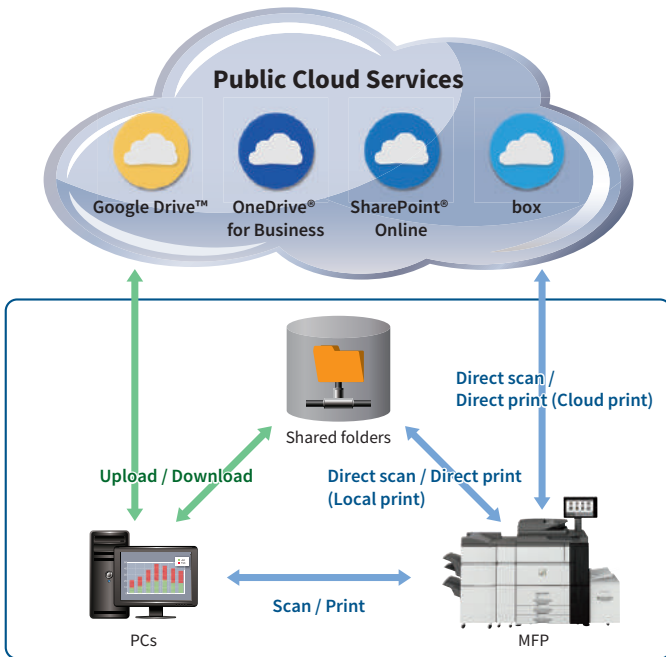 Public Cloud Services
Google Drive™
OneDrive®
for Business
SharePoint®
Online
box
Direct scan /
Direct print (Cloud print)
Shared folders
Upload / Download
Direct scan / Direct print
(Local print)
Scan / Print
PCs
MFP